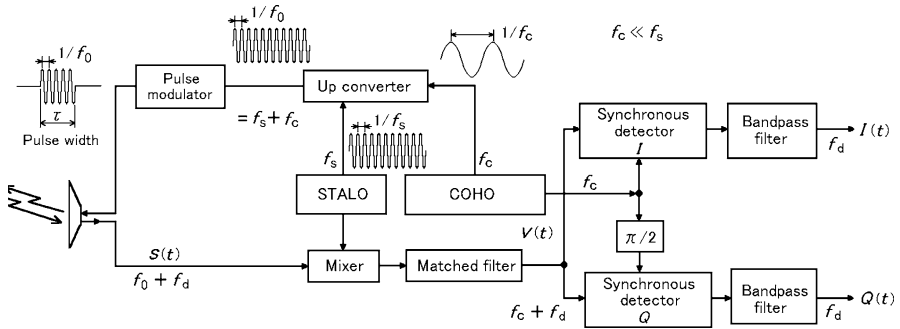 1/f0
1/fc
fc ≪ fs
1/f0
τ
Pulse width
Pulse
modulator
Up converter
= fs + fc
1/fs
fs
fc
Synchronous
detector
I
Bandpass
filter
fd
I(t)
STALO
COHO
fc
V(t)
π/2
S(t)
f0 + fd
Mixer
Matched filter
fc + fd
Synchronous
detector
Q
Bandpass
filter
fd
Q(t)